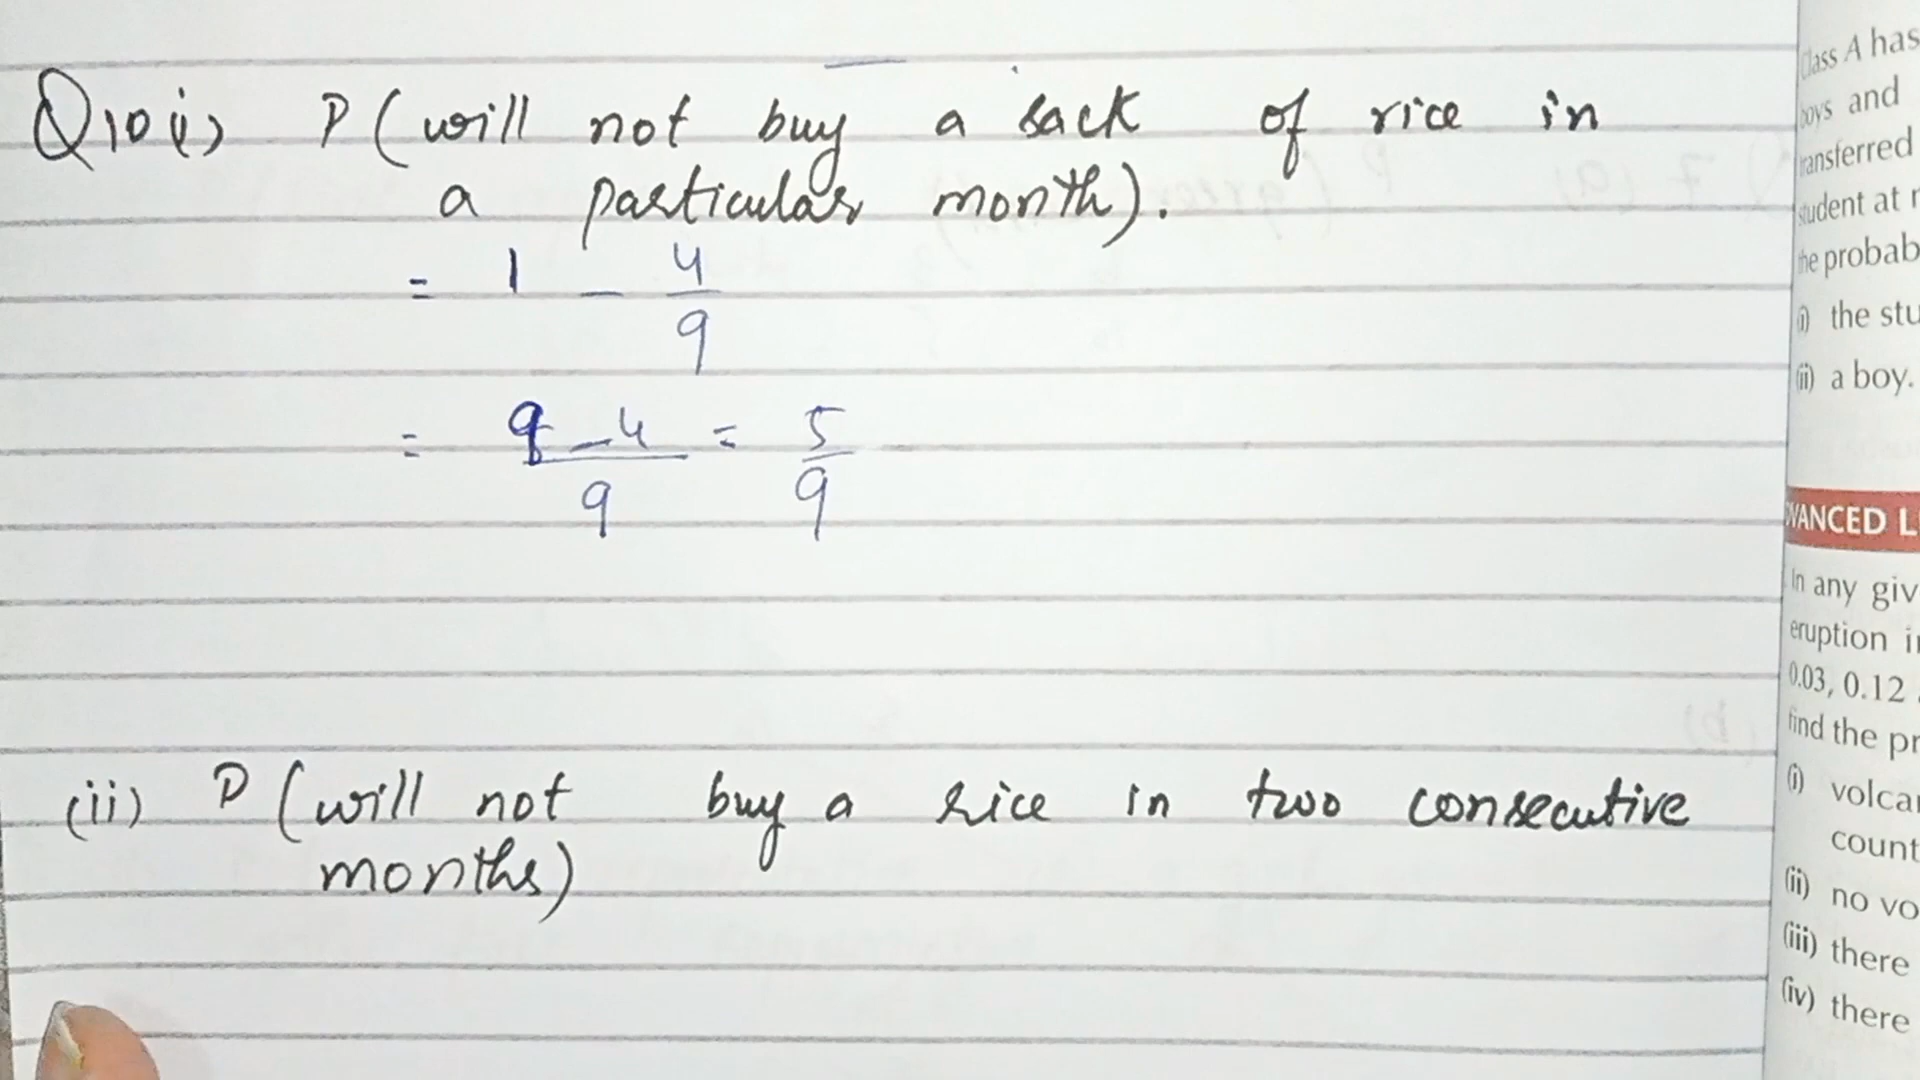 Q10 i) P ( will not buy a sack of rice in
a particular month ).
= 1 - 4/9
= 9 - 4 / 9 = 5/9
(ii) P ( will not buy a rice in two consecutive
months )
Class A has
boys and
transferred
student at
the probab
(i) the stu
(ii) a boy.
ADVANCED L
In any giv
eruption i
0.03, 0.12
find the pr
(i) volca
count
(ii) no vo
(iii) there
(iv) there